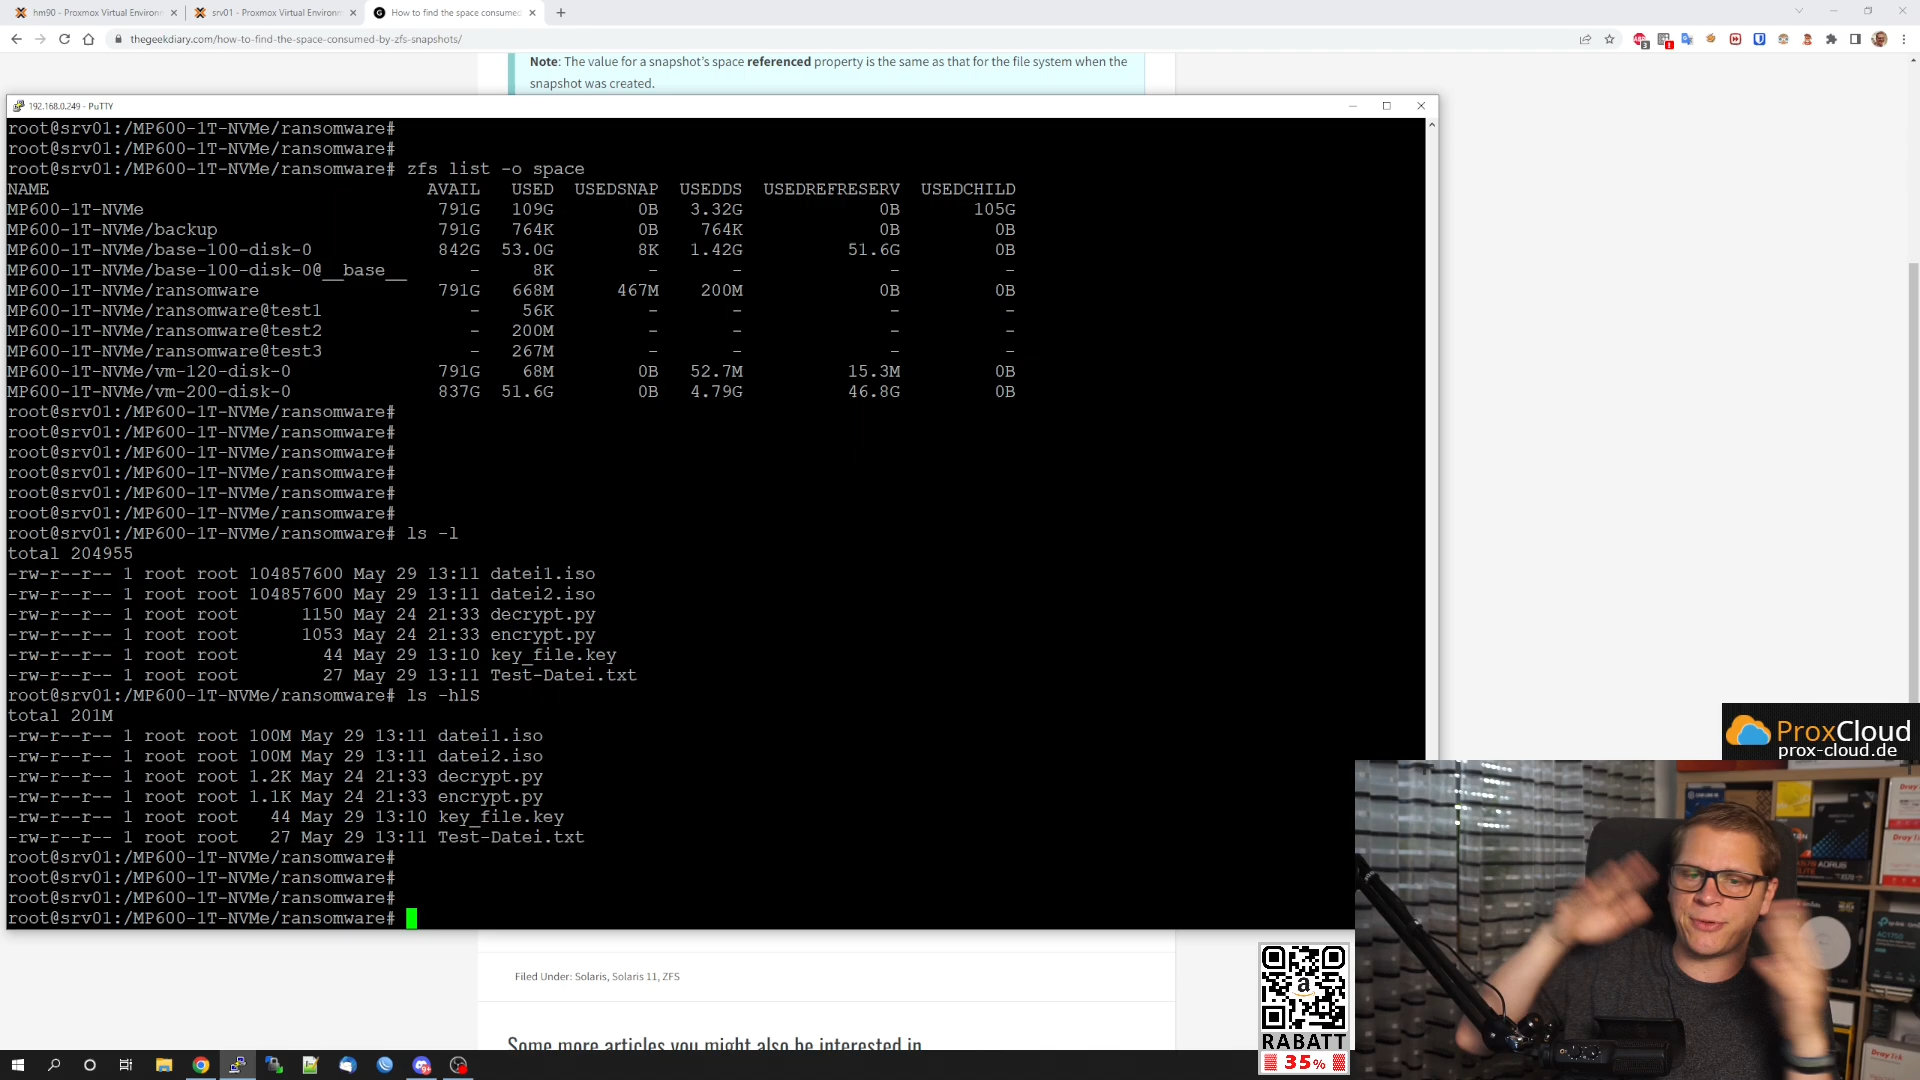 hm90 - Proxmox Virtual Environ
srv01 - Proxmox Virtual Environm
How to find the space consumed
thegeekdiary.com/how-to-find-the-space-consumed-by-zfs-snapshots/
Note: The value for a snapshot's space referenced property is the same as that for the file system when the
snapshot was created.
192.168.0.249 - PuTTY
root@srv01:/MP600-1T-NVMe/ransomware#
root@srv01:/MP600-1T-NVMe/ransomware#
root@srv01:/MP600-1T-NVMe/ransomware# zfs list -o space
NAME AVAIL USED USEDSNAP USEDDS USEDREFRESERV USEDCHILD
MP600-1T-NVMe 791G 109G 0B 3.32G 0B 105G
MP600-1T-NVMe/backup 791G 764K 0B 764K 0B 0B
MP600-1T-NVMe/base-100-disk-0 842G 53.0G 8K 1.42G 51.6G 0B
MP600-1T-NVMe/base-100-disk-0@__base__ - 8K - - - -
MP600-1T-NVMe/ransomware 791G 668M 467M 200M 0B 0B
MP600-1T-NVMe/ransomware@test1 - 56K - - - -
MP600-1T-NVMe/ransomware@test2 - 200M - - - -
MP600-1T-NVMe/ransomware@test3 - 267M - - - -
MP600-1T-NVMe/vm-120-disk-0 791G 68M 0B 52.7M 15.3M 0B
MP600-1T-NVMe/vm-200-disk-0 837G 51.6G 0B 4.79G 46.8G 0B
root@srv01:/MP600-1T-NVMe/ransomware#
root@srv01:/MP600-1T-NVMe/ransomware#
root@srv01:/MP600-1T-NVMe/ransomware#
root@srv01:/MP600-1T-NVMe/ransomware#
root@srv01:/MP600-1T-NVMe/ransomware#
root@srv01:/MP600-1T-NVMe/ransomware#
root@srv01:/MP600-1T-NVMe/ransomware# ls -l
total 204955
-rw-r--r-- 1 root root 104857600 May 29 13:11 datei1.iso
-rw-r--r-- 1 root root 104857600 May 29 13:11 datei2.iso
-rw-r--r-- 1 root root 1150 May 24 21:33 decrypt.py
-rw-r--r-- 1 root root 1053 May 24 21:33 encrypt.py
-rw-r--r-- 1 root root 44 May 29 13:10 key_file.key
-rw-r--r-- 1 root root 27 May 29 13:11 Test-Datei.txt
root@srv01:/MP600-1T-NVMe/ransomware# ls -hlS
total 201M
-rw-r--r-- 1 root root 100M May 29 13:11 datei1.iso
-rw-r--r-- 1 root root 100M May 29 13:11 datei2.iso
-rw-r--r-- 1 root root 1.2K May 24 21:33 decrypt.py
-rw-r--r-- 1 root root 1.1K May 24 21:33 encrypt.py
-rw-r--r-- 1 root root 44 May 29 13:10 key_file.key
-rw-r--r-- 1 root root 27 May 29 13:11 Test-Datei.txt
root@srv01:/MP600-1T-NVMe/ransomware#
root@srv01:/MP600-1T-NVMe/ransomware#
root@srv01:/MP600-1T-NVMe/ransomware#
root@srv01:/MP600-1T-NVMe/ransomware#
ProxCloud
prox-cloud.de
Filed Under: Solaris, Solaris 11, ZFS
Some more articles you might also be interested in
a
RABATT
35%